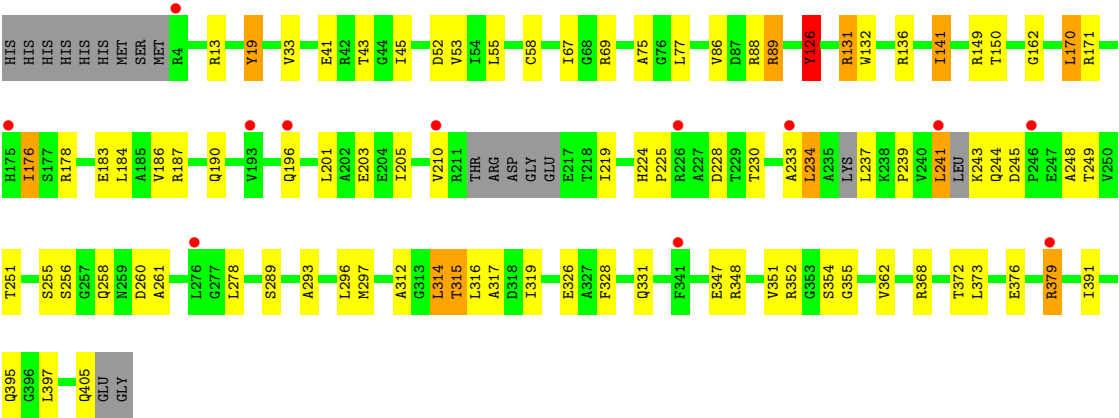 HIS HIS HIS HIS HIS HIS MET SER MET R4 R13 Y19 V33 E41 R42 T43 G44 I45 D52 V53 I54 L55 C58 I67 G68 R69 A75 G76 L77 V86 D87 R88 R89 Y126 R131 W132 R136 I141 R149 T150 G162 L170 R171
H175 I176 S177 R178 E183 L184 A185 V186 R187 Q190 V193 Q196 L201 A202 E203 E204 I205 V210 R211 THR ARG ASP GLY GLU E217 T218 I219 H224 P225 R226 A227 D228 T229 T230 A233 L234 A235 LYS L237 K238 P239 V240 L241 LEU K243 Q244 D245 P246 E247 A248 T249 V250
T251 S255 S256 G257 Q258 N259 D260 A261 L276 G277 L278 S289 A293 L296 M297 A312 G313 L314 T315 L316 A317 D318 I319 E326 A327 F328 Q331 F341 E347 R348 V351 R352 G353 S354 G355 V362 R368 T372 L373 E376 R379 I391
Q395 G396 L397 Q405 GLU GLY